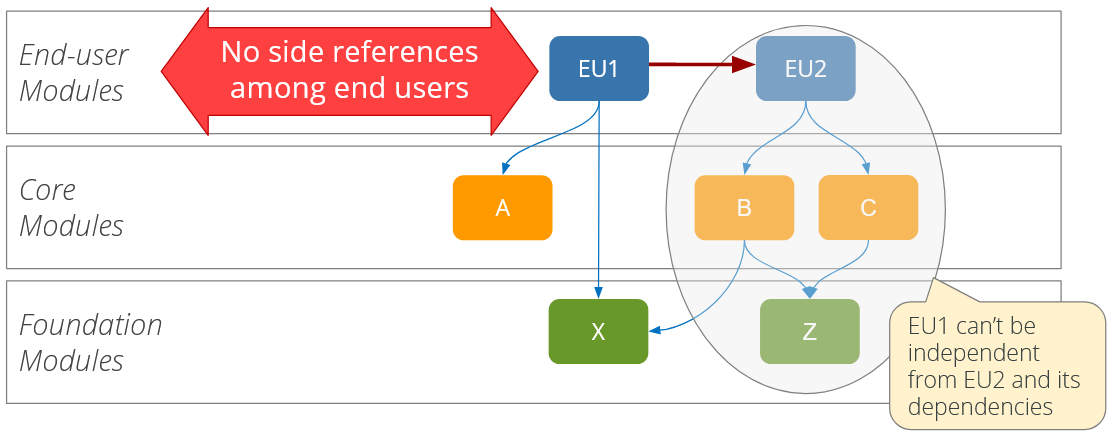 End-user
Modules
No side references
among end users
EU1
EU2
Core
Modules
A
B
C
Foundation
Modules
X
Z
EU1 can’t be
independent
from EU2 and its
dependencies